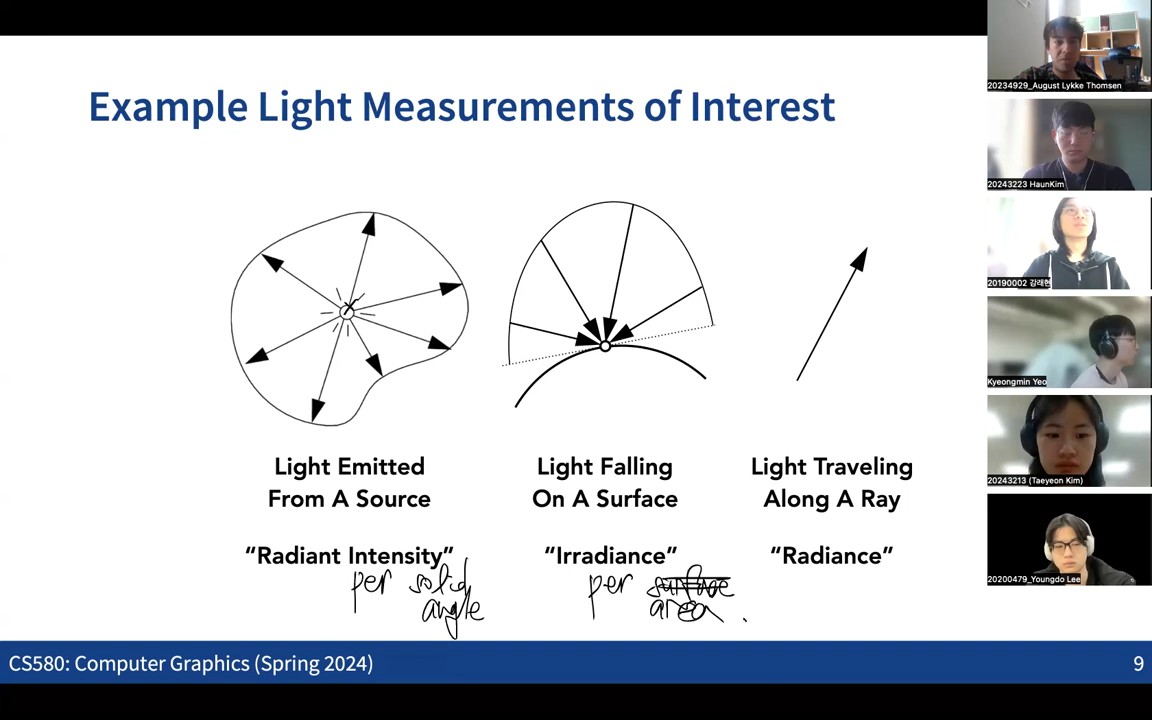 Example Light Measurements of Interest
Light Emitted
From A Source
"Radiant Intensity"
per solid
angle
Light Falling
On A Surface
"Irradiance"
per surface
area.
Light Traveling
Along A Ray
"Radiance"
CS580: Computer Graphics (Spring 2024)
9
20234929_August Lykke Thomsen
20243223 HaunKim
20190002 강래현
Kyeongmin Yeo
20243213 (Taeyeon Kim)
20200479_Youngdo Lee